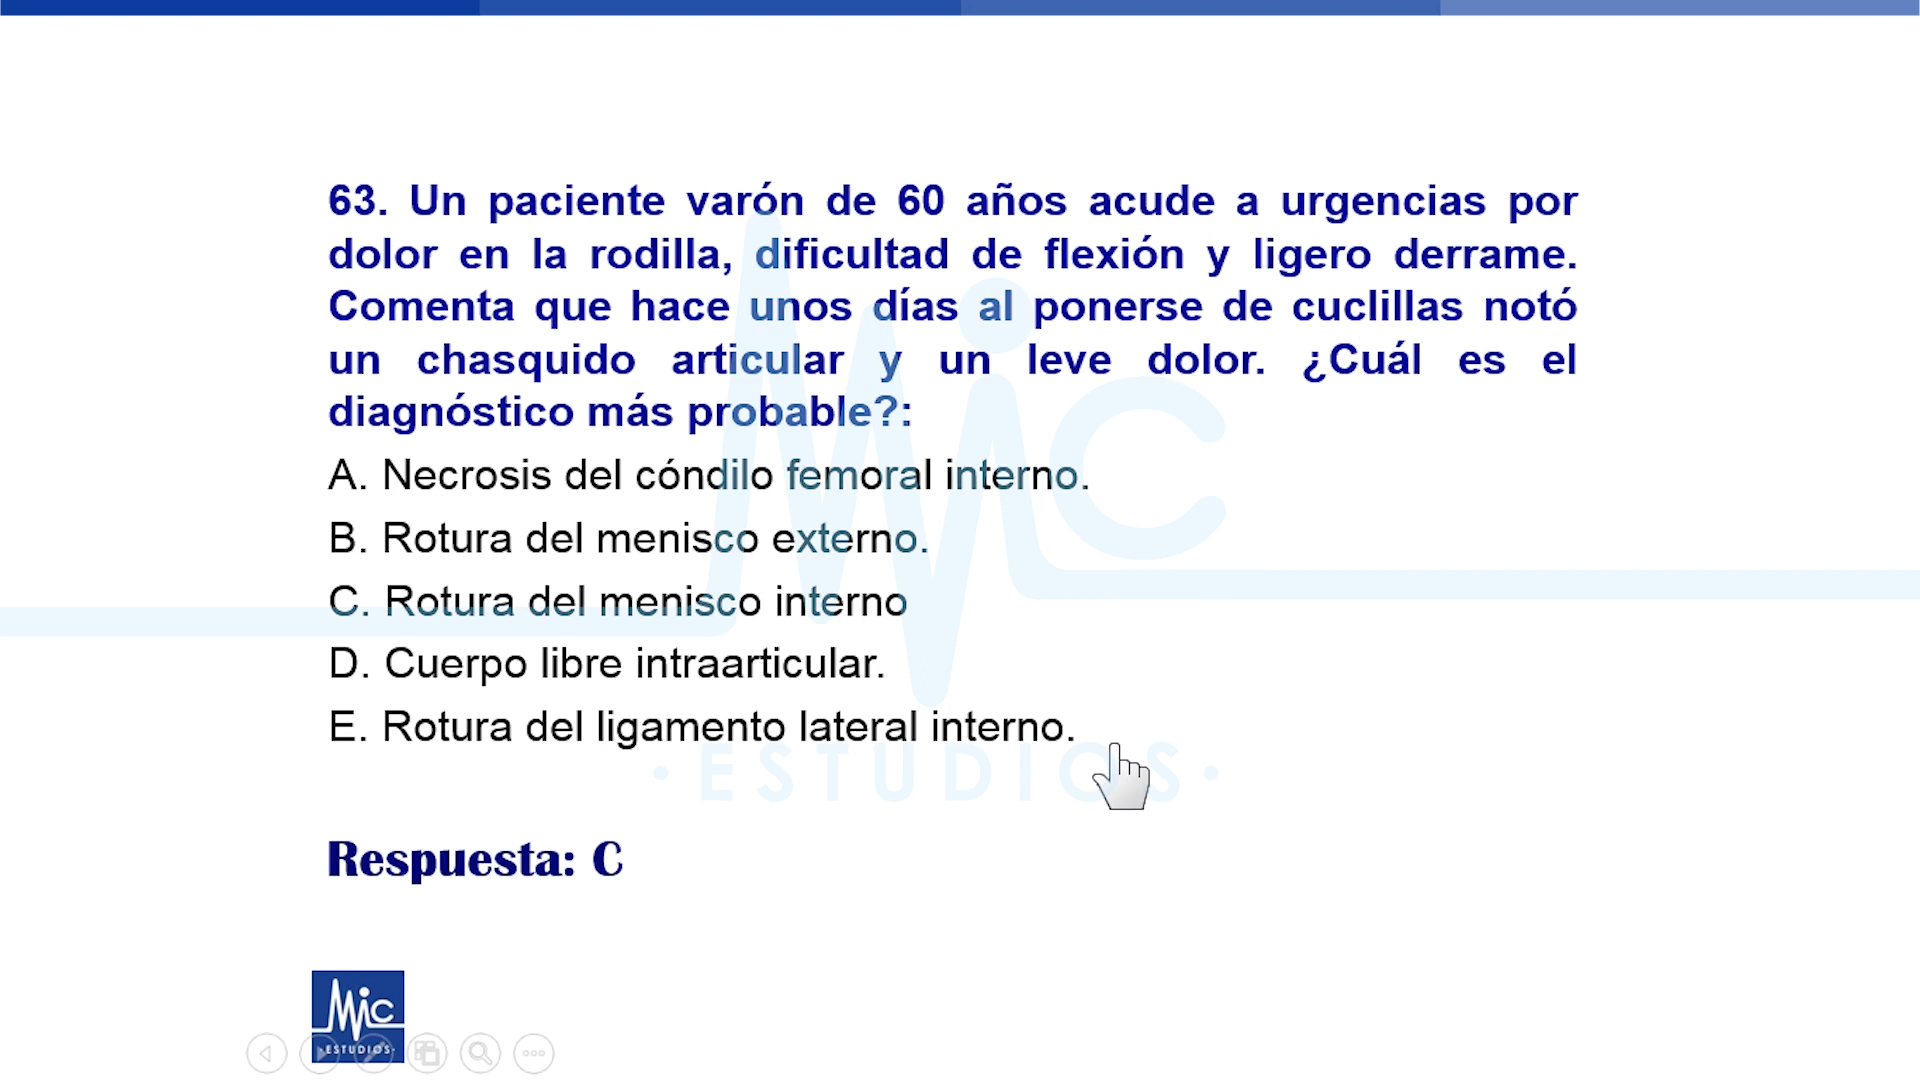 63. Un paciente varón de 60 años acude a urgencias por
dolor en la rodilla, dificultad de flexión y ligero derrame.
Comenta que hace unos días al ponerse de cuclillas notó
un chasquido articular y un leve dolor. ¿Cuál es el
diagnóstico más probable?:
A. Necrosis del cóndilo femoral interno.
B. Rotura del menisco externo.
C. Rotura del menisco interno
D. Cuerpo libre intraarticular.
E. Rotura del ligamento lateral interno.
MiC
·ESTUDIOS·
Respuesta: C
MiC
·ESTUDIOS·